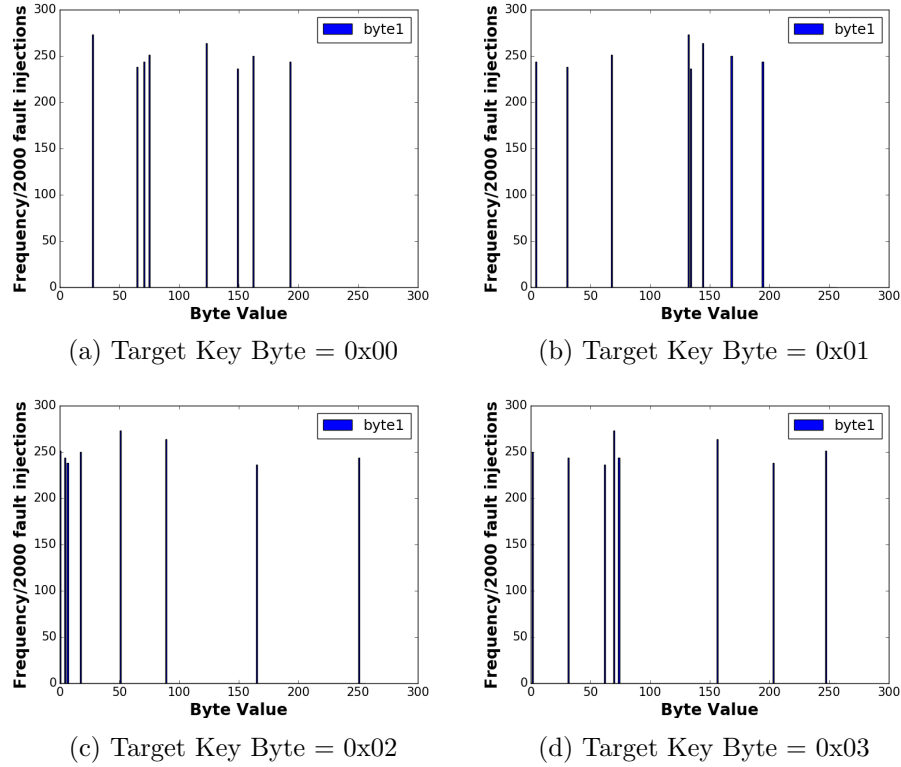 300
250
200
150
100
50
0
Frequency/2000 fault injections
byte1
0 50 100 150 200 250 300
Byte Value
(a) Target Key Byte = 0x00
300
250
200
150
100
50
0
Frequency/2000 fault injections
byte1
0 50 100 150 200 250 300
Byte Value
(b) Target Key Byte = 0x01
300
250
200
150
100
50
0
Frequency/2000 fault injections
byte1
0 50 100 150 200 250 300
Byte Value
(c) Target Key Byte = 0x02
300
250
200
150
100
50
0
Frequency/2000 fault injections
byte1
0 50 100 150 200 250 300
Byte Value
(d) Target Key Byte = 0x03